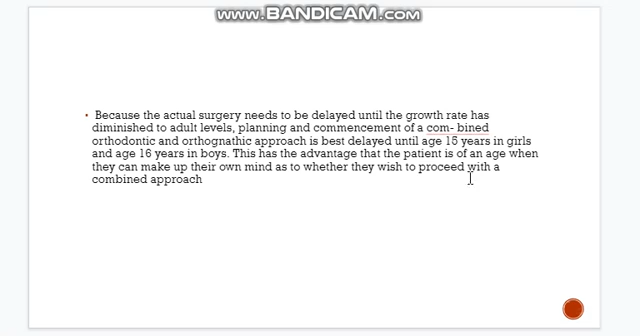 www.BANDICAM.com
• Because the actual surgery needs to be delayed until the growth rate has
diminished to adult levels, planning and commencement of a com- bined
orthodontic and orthognathic approach is best delayed until age 15 years in girls
and age 16 years in boys. This has the advantage that the patient is of an age when
they can make up their own mind as to whether they wish to proceed with a
combined approach